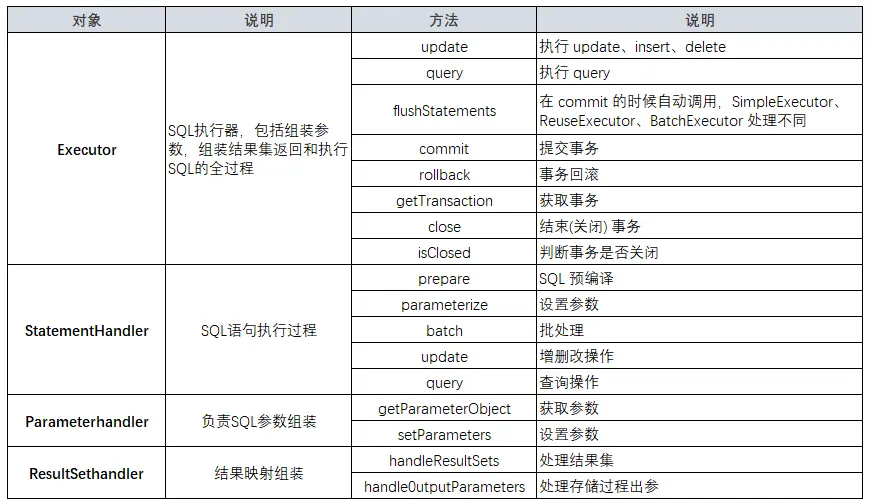 对象 说明 方法 说明
Executor
SQL执行器，包括组装参
数，组装结果集返回和执行
SQL的全过程
update 执行 update、insert、delete
query 执行 query
flushStatements 在 commit 的时候自动调用，SimpleExecutor、
ReuseExecutor、BatchExecutor 处理不同
commit 提交事务
rollback 事务回滚
getTransaction 获取事务
close 结束(关闭) 事务
isClosed 判断事务是否关闭
StatementHandler SQL语句执行过程
prepare SQL 预编译
parameterize 设置参数
batch 批处理
update 增删改操作
query 查询操作
Parameterhandler 负责SQL参数组装
getParameterObject 获取参数
setParameters 设置参数
ResultSethandler 结果映射组装
handleResultSets 处理结果集
handle0utputParameters 处理存储过程出参